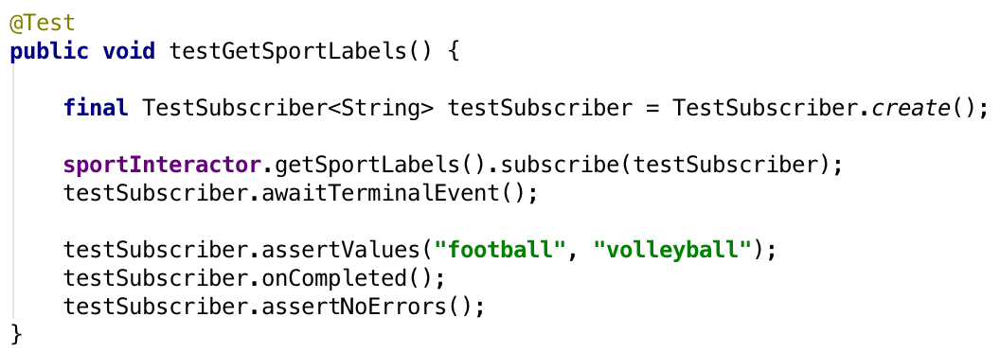 @Test
public void testGetSportLabels() {
final TestSubscriber<String> testSubscriber = TestSubscriber.create();
sportInteractor.getSportLabels().subscribe(testSubscriber);
testSubscriber.awaitTerminalEvent();
testSubscriber.assertValues("football", "volleyball");
testSubscriber.onCompleted();
testSubscriber.assertNoErrors();
}